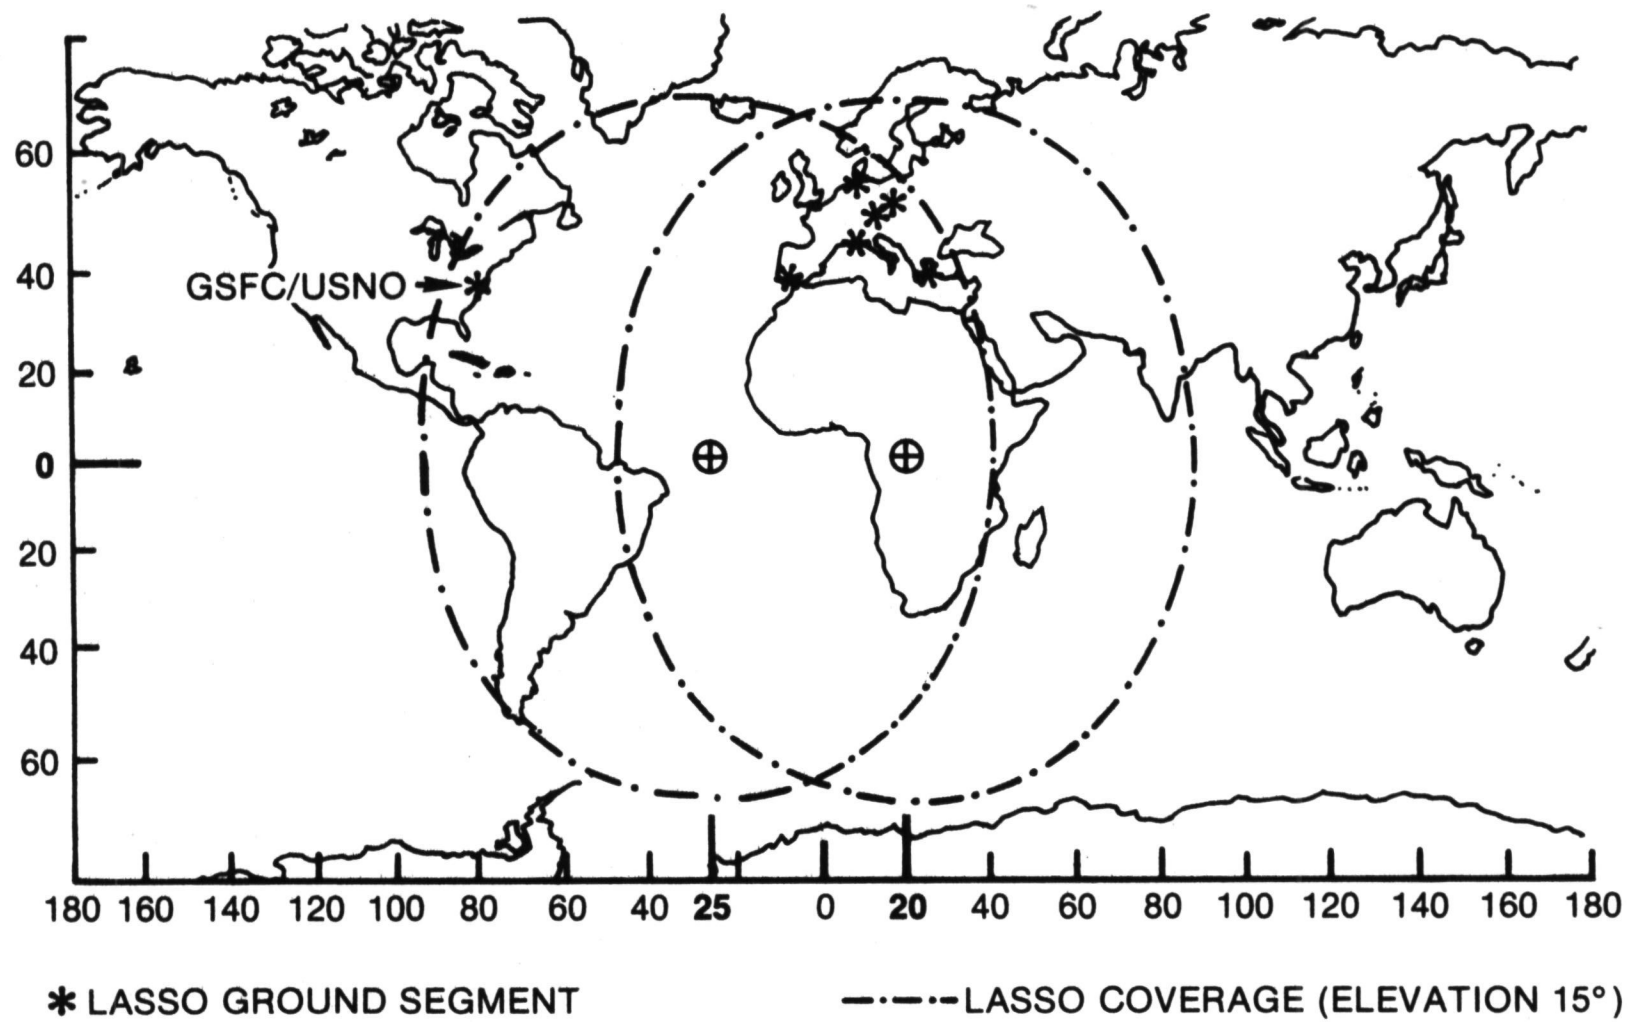 60
40
GSFC/USNO
20
0
20
40
60
180 160 140 120 100 80 60 40 25 0 20 40 60 80 100 120 140 160 180
* LASSO GROUND SEGMENT
LASSO COVERAGE (ELEVATION 15°)